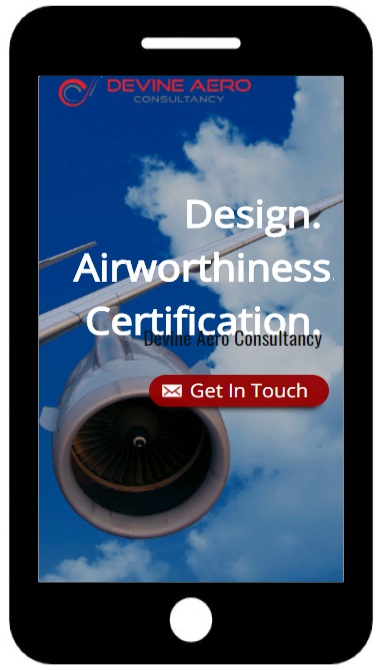 DEVINE AERO
CONSULTANCY
Design.
Airworthiness.
Certification.
Devine Aero Consultancy
Get In Touch